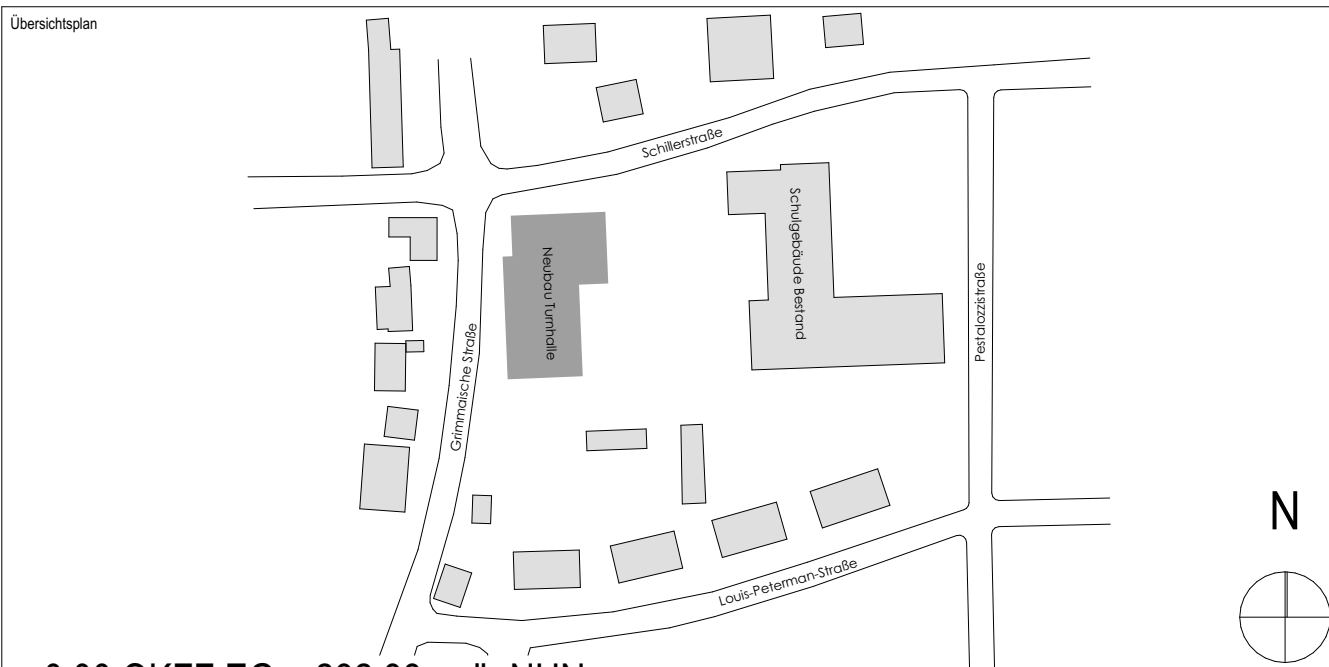 Übersichtsplan
Schillerstraße
Schulgebäude Bestand
Neubau Turnhalle
Pestalozzistraße
Grimmaische Straße
N
Louis-Peterman-Straße